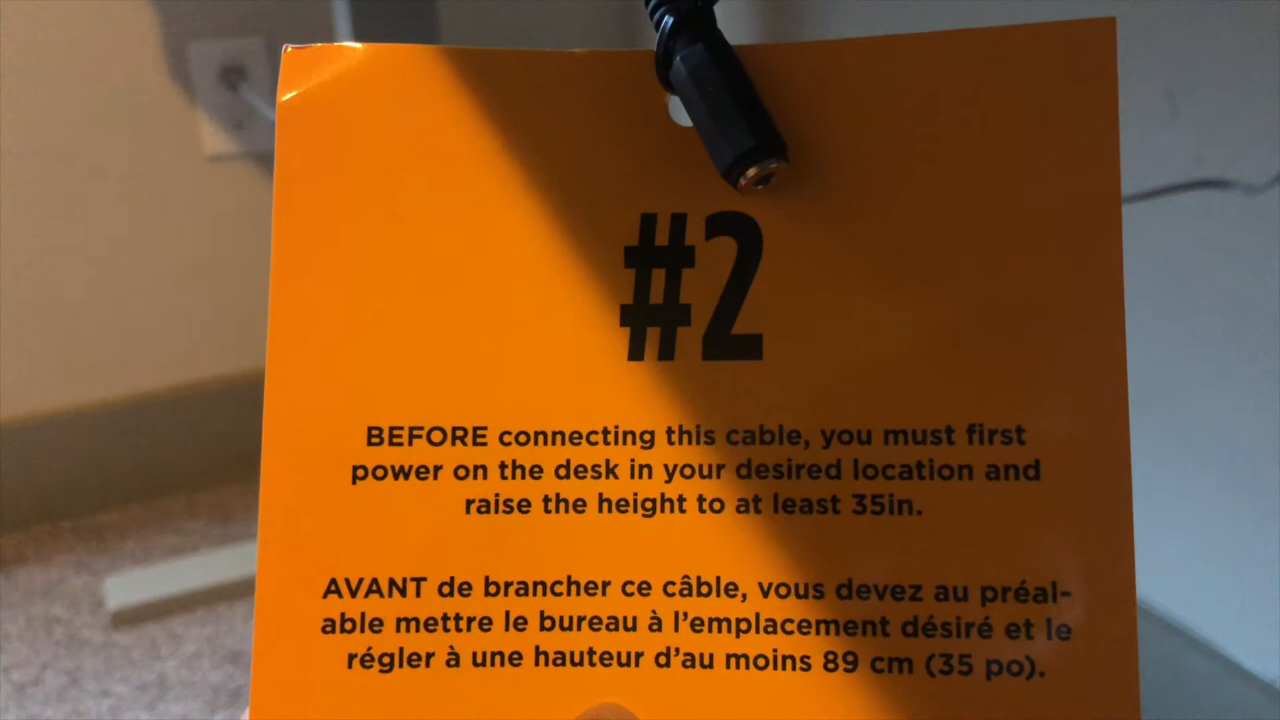 #2
BEFORE connecting this cable, you must first
power on the desk in your desired location and
raise the height to at least 35in.
AVANT de brancher ce câble, vous devez au préal-
able mettre le bureau à l'emplacement désiré et le
régler à une hauteur d'au moins 89 cm (35 po).